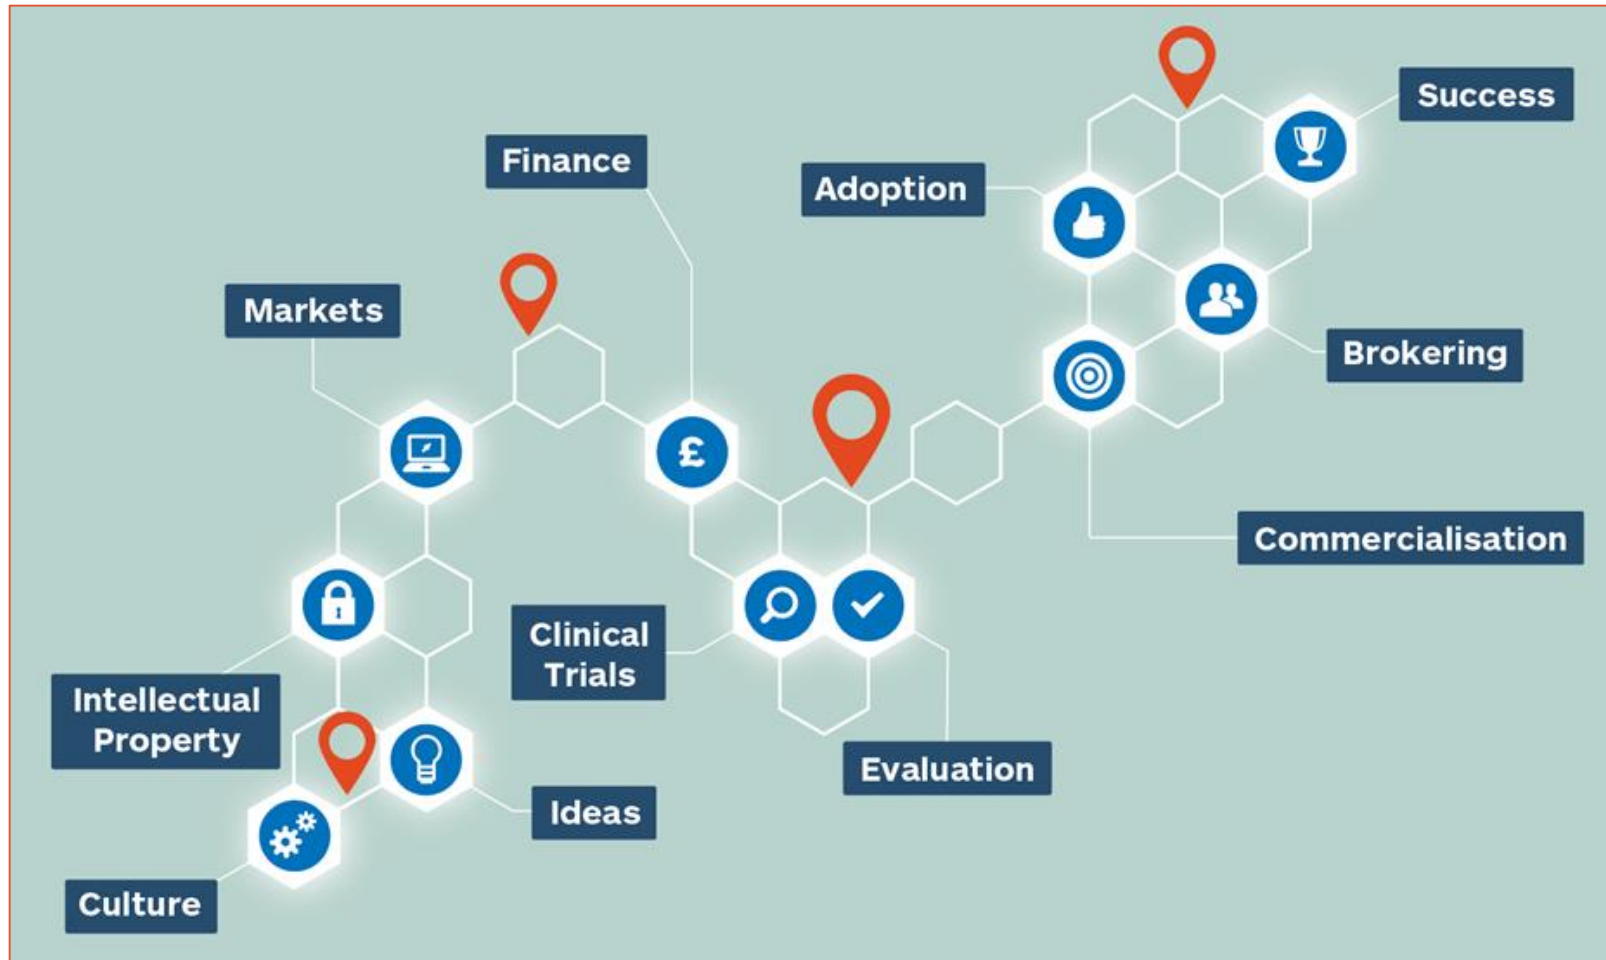 Success
Finance
Adoption
Markets
Brokering
Commercialisation
Clinical
Trials
Intellectual
Property
Evaluation
Ideas
Culture
£